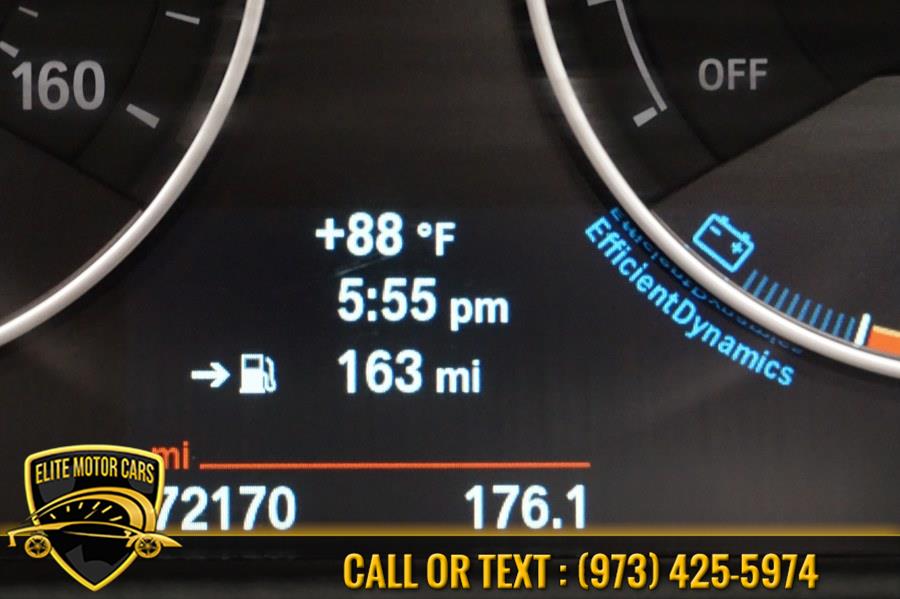 160
OFF
+88 °F
5:55 pm
163 mi
EfficientDynamics
mi
72170
176.1
ELITE MOTOR CARS
CALL OR TEXT : (973) 425-5974